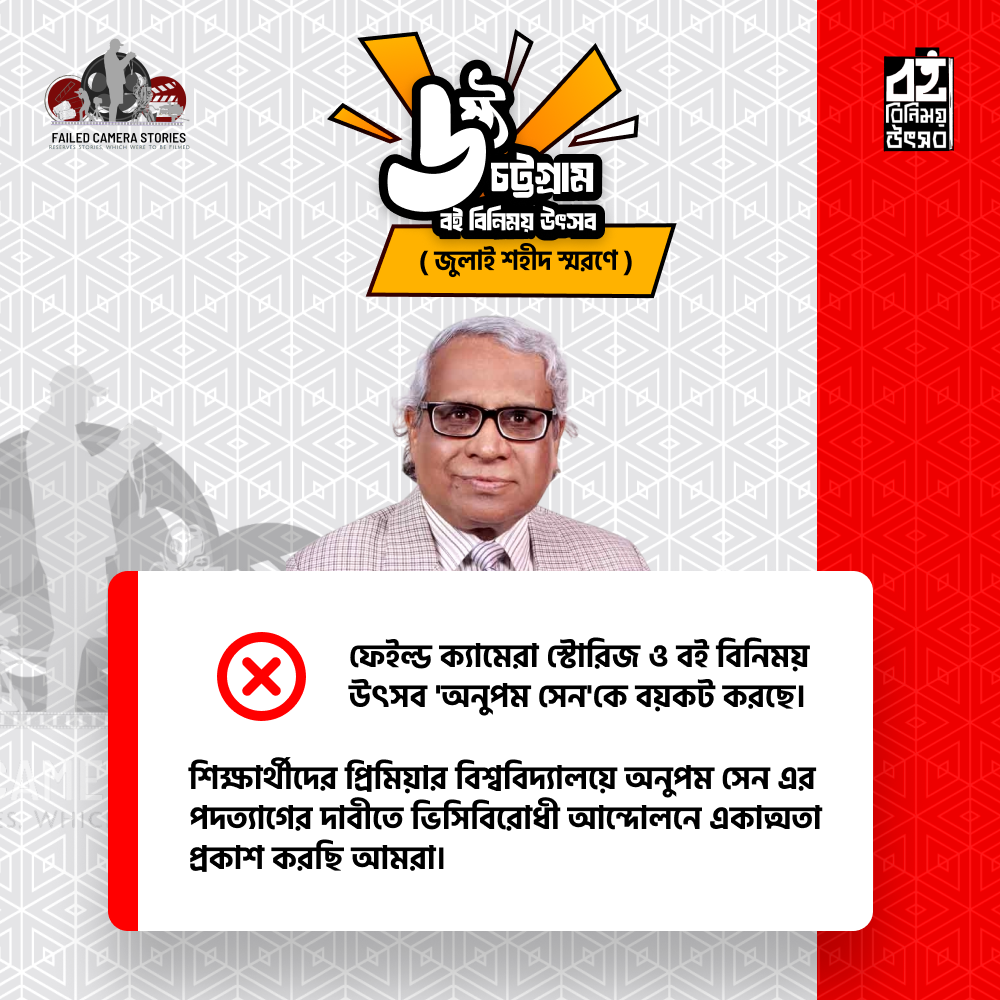 FAILED CAMERA STORIES
RESERVES STORIES, WHICH WERE TO BE FILMED
৬ষ্ঠ
চট্টগ্রাম
বই বিনিময় উৎসব
( জুলাই শহীদ স্মরণে )
বই
বিনিময়
উৎসব
ফেইল্ড ক্যামেরা স্টোরিজ ও বই বিনিময়
উৎসব 'অনুপম সেন'কে বয়কট করছে।
শিক্ষার্থীদের প্রিমিয়ার বিশ্ববিদ্যালয়ে অনুপম সেন এর
পদত্যাগের দাবীতে ভিসিবিরোধী আন্দোলনে একাত্মতা
প্রকাশ করছি আমরা।